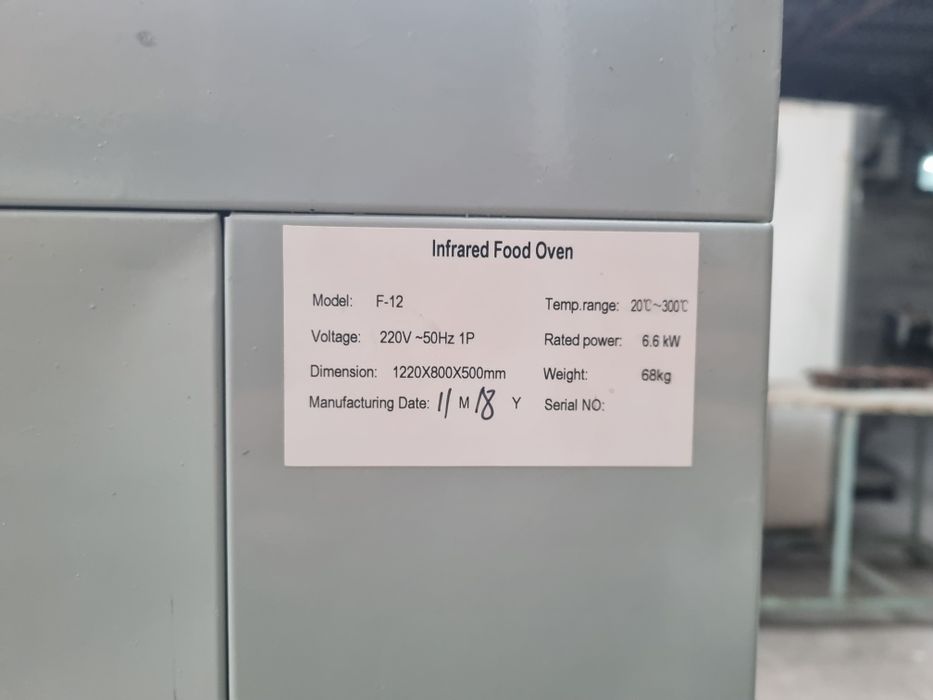 Infrared Food Oven
Model: F-12 Temp.range: 20℃~300℃
Voltage: 220V ~50Hz 1P Rated power: 6.6 kW
Dimension: 1220X800X500mm Weight: 68kg
Manufacturing Date: 11 M 18 Y Serial NO: